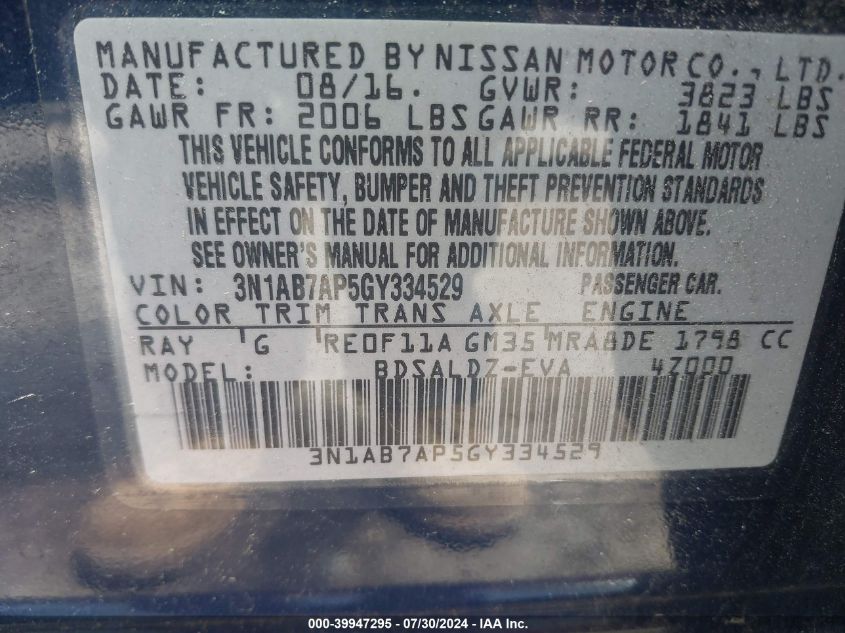 MANUFACTURED BY NISSAN MOTOR CO., LTD.
DATE: 08/16. GVWR: 3823 LBS
GAWR FR: 2006 LBS GAWR RR: 1841 LBS
THIS VEHICLE CONFORMS TO ALL APPLICABLE FEDERAL MOTOR
VEHICLE SAFETY, BUMPER AND THEFT PREVENTION STANDARDS
IN EFFECT ON THE DATE OF MANUFACTURE SHOWN ABOVE.
SEE OWNER'S MANUAL FOR ADDITIONAL INFORMATION.
VIN: 3N1AB7AP5GY334529 PASSENGER CAR.
COLOR TRIM TRANS AXLE ENGINE
RAY G RE0F11A GM35 MRA8DE 1798 CC
MODEL: BDSALDZ-EVA 4Z000
3N1AB7AP5GY334529
000-39947295 - 07/30/2024 - IAA Inc.